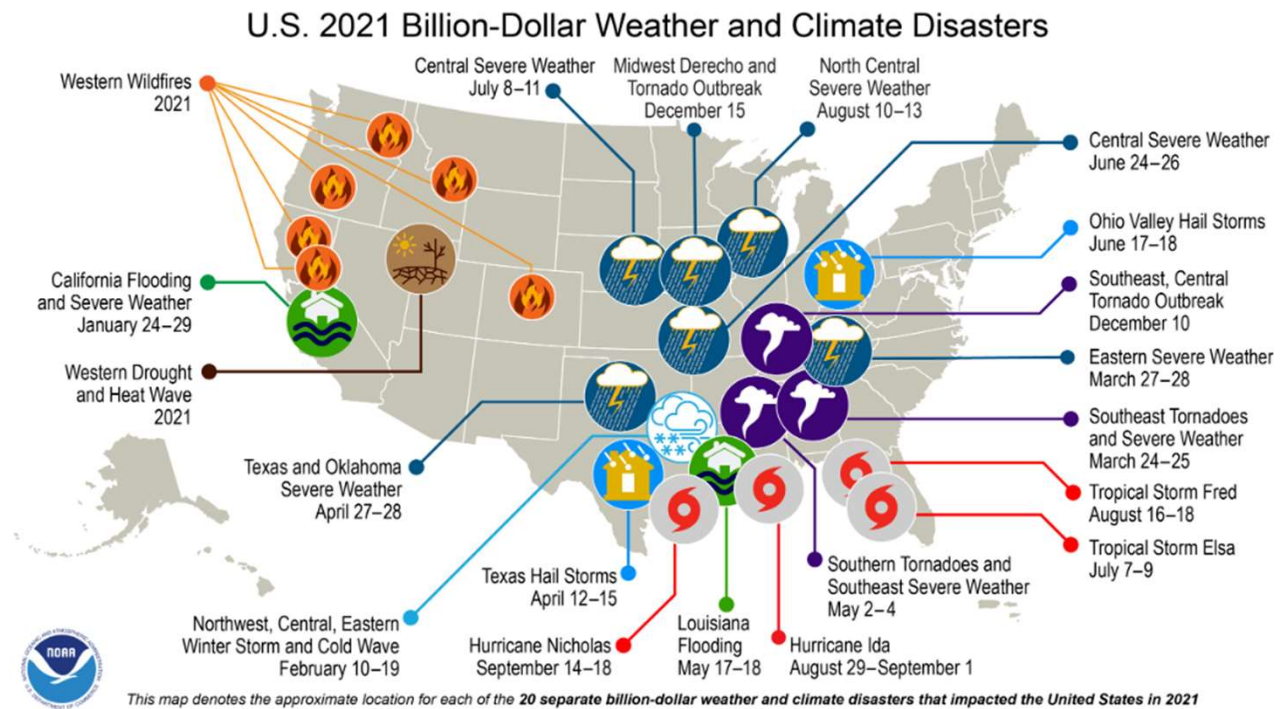 U.S. 2021 Billion-Dollar Weather and Climate Disasters
Western Wildfires
2021
Central Severe Weather
July 8–11
Midwest Derecho and
Tornado Outbreak
December 15
North Central
Severe Weather
August 10–13
Central Severe Weather
June 24–26
Ohio Valley Hail Storms
June 17–18
Southeast, Central
Tornado Outbreak
December 10
Eastern Severe Weather
March 27–28
Southeast Tornadoes
and Severe Weather
March 24–25
Tropical Storm Fred
August 16–18
Tropical Storm Elsa
July 7–9
California Flooding
and Severe Weather
January 24–29
Western Drought
and Heat Wave
2021
Texas and Oklahoma
Severe Weather
April 27–28
Texas Hail Storms
April 12–15
Northwest, Central, Eastern
Winter Storm and Cold Wave
February 10–19
Hurricane Nicholas
September 14–18
Louisiana
Flooding
May 17–18
Hurricane Ida
August 29–September 1
Southern Tornadoes and
Southeast Severe Weather
May 2–4
NOAA
This map denotes the approximate location for each of the 20 separate billion-dollar weather and climate disasters that impacted the United States in 2021